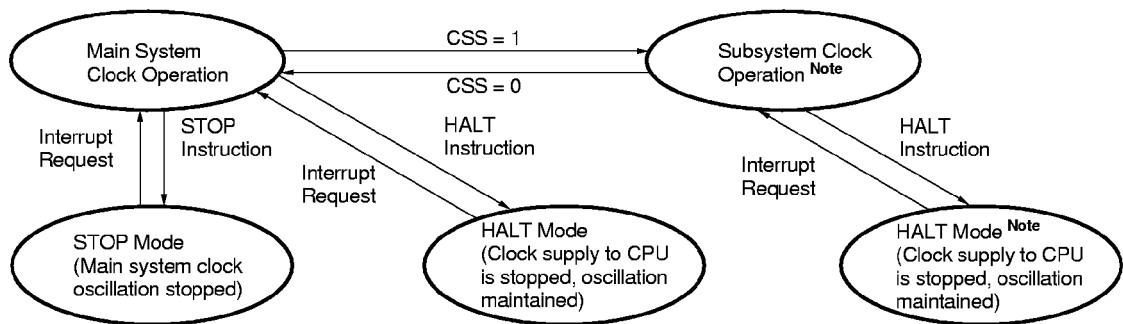 Main System
Clock Operation
CSS = 1
CSS = 0
Subsystem Clock
Operation Note
Interrupt
Request
STOP
Instruction
HALT
Instruction
Interrupt
Request
HALT
Instruction
Interrupt
Request
STOP Mode
(Main system clock
oscillation stopped)
HALT Mode
(Clock supply to CPU
is stopped, oscillation
maintained)
HALT Mode Note
(Clock supply to CPU
is stopped, oscillation
maintained)